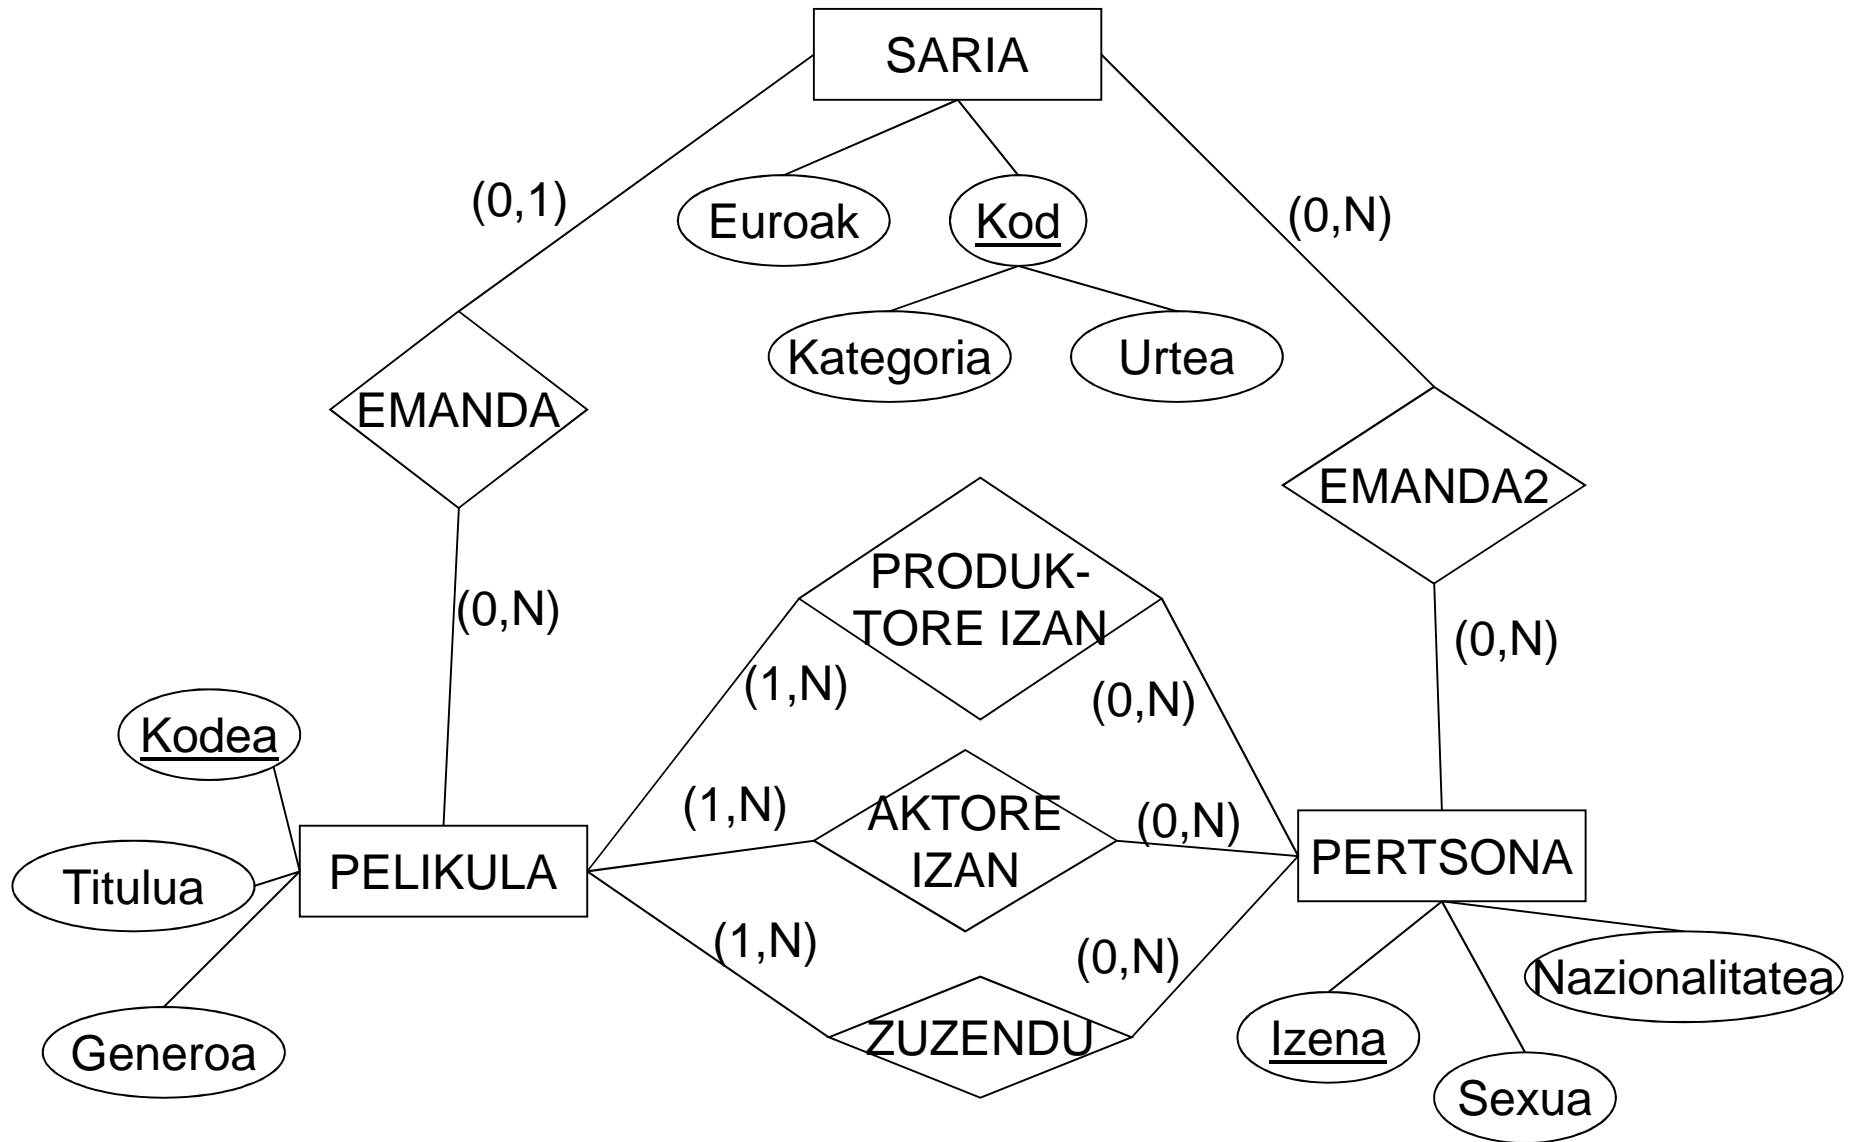 SARIA
(0,1)
Euroak
Kod
(0,N)
Kategoria
Urtea
EMANDA
EMANDA2
PRODUK-
TORE IZAN
(0,N)
(0,N)
(1,N)
(0,N)
Kodea
(1,N)
AKTORE
IZAN
(0,N)
Titulua
PELIKULA
PERTSONA
(1,N)
(0,N)
Nazionalitatea
Generoa
ZUZENDU
Izena
Sexua